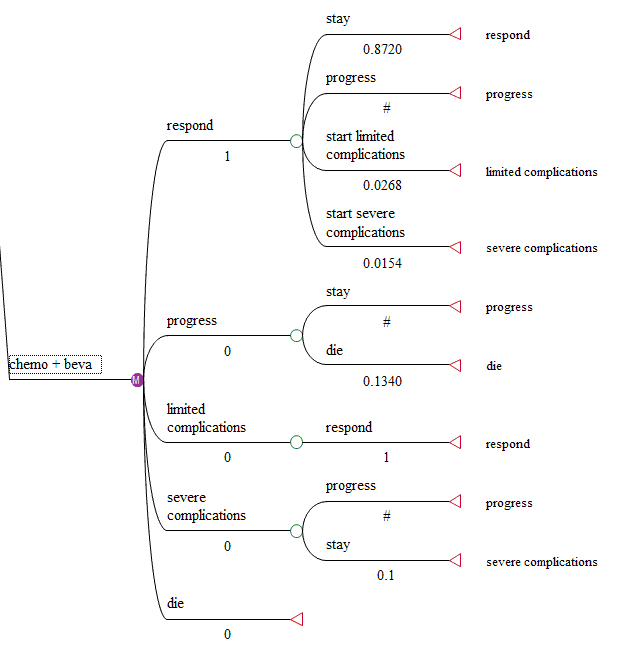 stay
0.8720
respond
progress
#
progress
respond
1
start limited
complications
0.0268
limited complications
start severe
complications
0.0154
severe complications
stay
#
progress
progress
0
die
0.1340
die
chemo + beva
M
limited
complications
0
respond
1
respond
severe
complications
0
progress
#
progress
stay
0.1
severe complications
die
0